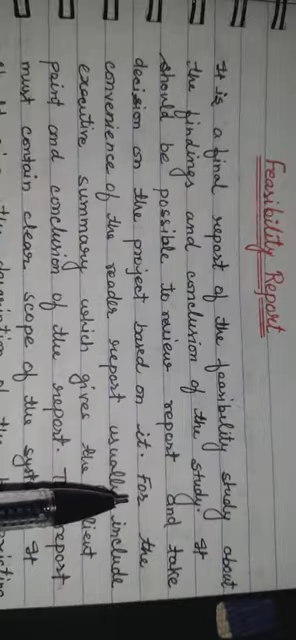 Feasibility Report
It is a final report of the feasibility study about
the findings and conclusion of the study. It
should be possible to review report and take
decision on the project based on it. For the
convenience of the reader report usually include
executive summary which gives the
point and conclusion of the report. report
must contain clear scope of the It
the of the existing